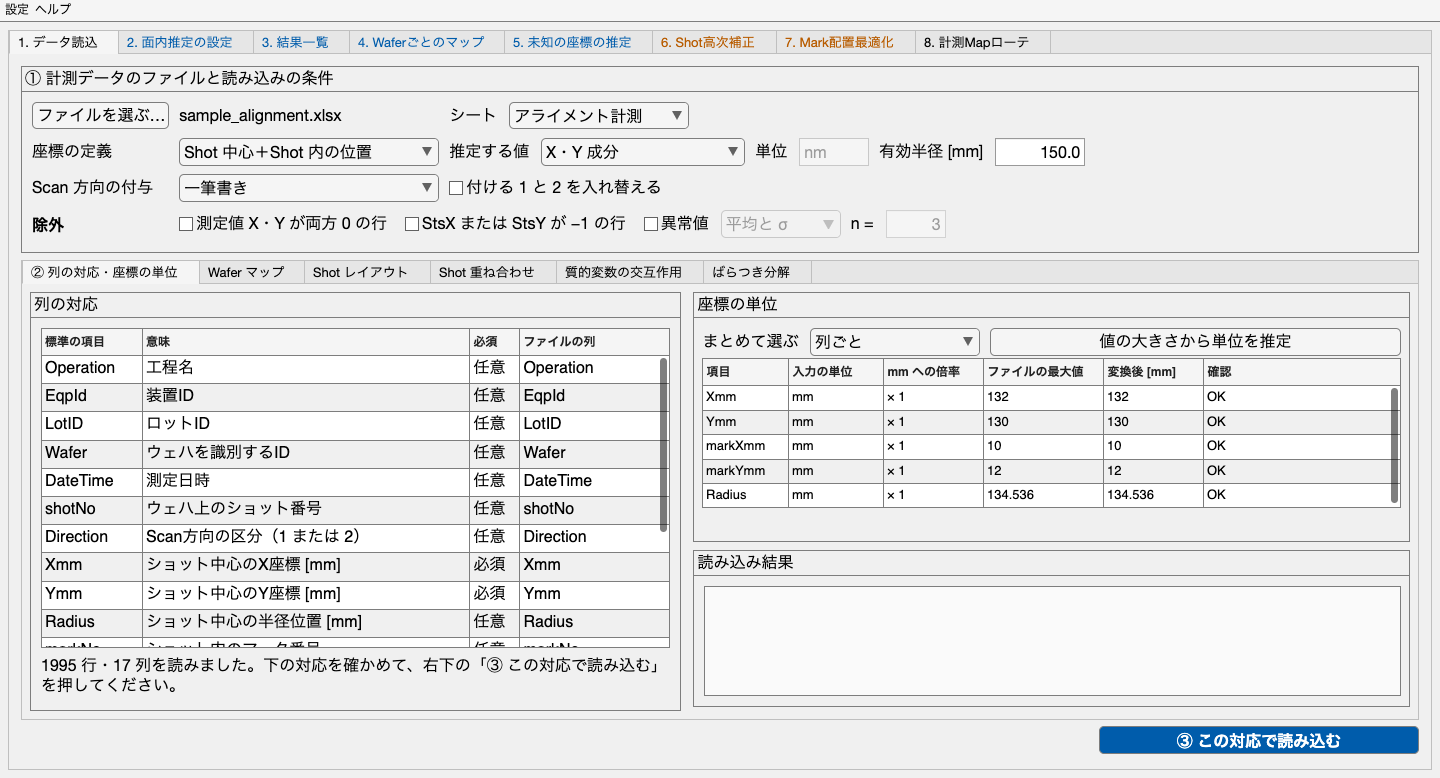 設定 ヘルプ
1. データ読込 2. 面内推定の設定 3. 結果一覧 4. Waferごとのマップ 5. 未知の座標の推定 6. Shot高次補正 7. Mark配置最適化 8. 計測Mapローテ
① 計測データのファイルと読み込みの条件
ファイルを選ぶ... sample_alignment.xlsx シート アライメント計測
座標の定義 Shot 中心＋Shot 内の位置 推定する値 X・Y 成分 単位 nm 有効半径 [mm] 150.0
Scan 方向の付与 一筆書き 付ける 1 と 2 を入れ替える
除外 測定値 X・Y が両方 0 の行 StsX または StsY が −1 の行 異常値 平均と σ n = 3
② 列の対応・座標の単位 Wafer マップ Shot レイアウト Shot 重ね合わせ 質的変数の交互作用 ばらつき分解
列の対応
標準の項目 意味 必須 ファイルの列
Operation 工程名 任意 Operation
EqpId 装置ID 任意 EqpId
LotID ロットID 任意 LotID
Wafer ウェハを識別するID 任意 Wafer
DateTime 測定日時 任意 DateTime
shotNo ウェハ上のショット番号 任意 shotNo
Direction Scan方向の区分（1 または 2） 任意 Direction
Xmm ショット中心のX座標 [mm] 必須 Xmm
Ymm ショット中心のY座標 [mm] 必須 Ymm
Radius ショット中心の半径位置 [mm] 任意 Radius
1995 行・17 列を読みました。下の対応を確かめて、右下の「③ この対応で読み込む」
を押してください。
座標の単位
まとめて選ぶ 列ごと 値の大きさから単位を推定
項目 入力の単位 mm への倍率 ファイルの最大値 変換後 [mm] 確認
Xmm mm × 1 132 132 OK
Ymm mm × 1 130 130 OK
markXmm mm × 1 10 10 OK
markYmm mm × 1 12 12 OK
Radius mm × 1 134.536 134.536 OK
読み込み結果
③ この対応で読み込む